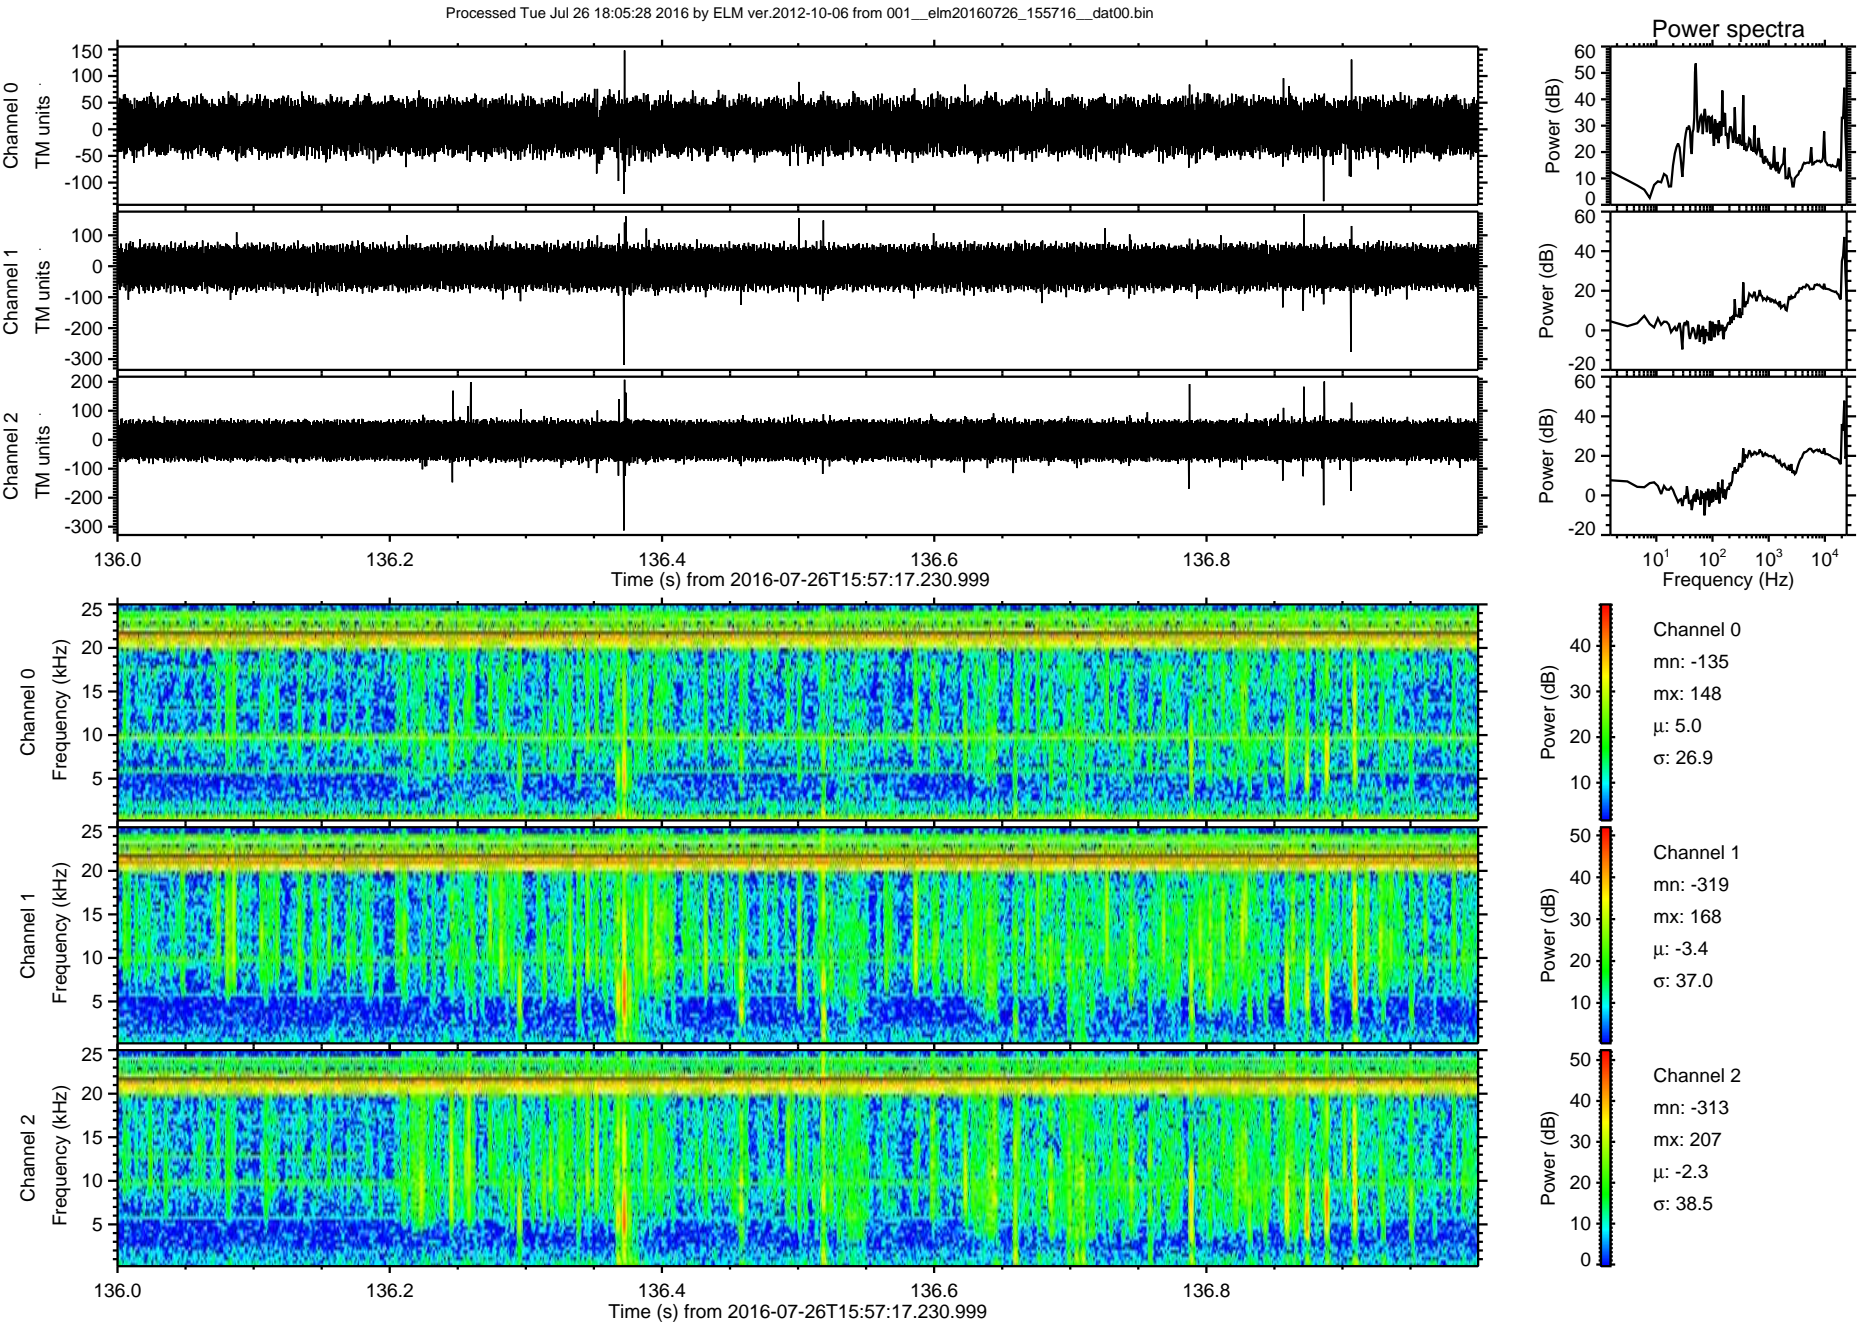 Processed Tue Jul 26 18:05:28 2016 by ELM ver.2012-10-06 from 001__elm20160726_155716__dat00.bin
Power spectra
Channel 0
TM units
150
100
50
0
-50
-100
Power (dB)
60
50
40
30
20
10
0
Channel 1
TM units
100
0
-100
-200
-300
Power (dB)
60
40
20
0
-20
Channel 2
TM units
200
100
0
-100
-200
-300
Power (dB)
60
40
20
0
-20
136.0 136.2 136.4 136.6 136.8
Time (s) from 2016-07-26T15:57:17.230.999
10^1 10^2 10^3 10^4
Frequency (Hz)
Channel 0
Frequency (kHz)
25
20
15
10
5
Power (dB)
40
30
20
10
Channel 0
mn: -135
mx: 148
μ: 5.0
σ: 26.9
Channel 1
Frequency (kHz)
25
20
15
10
5
Power (dB)
50
40
30
20
10
Channel 1
mn: -319
mx: 168
μ: -3.4
σ: 37.0
Channel 2
Frequency (kHz)
25
20
15
10
5
Power (dB)
50
40
30
20
10
0
Channel 2
mn: -313
mx: 207
μ: -2.3
σ: 38.5
136.0 136.2 136.4 136.6 136.8
Time (s) from 2016-07-26T15:57:17.230.999